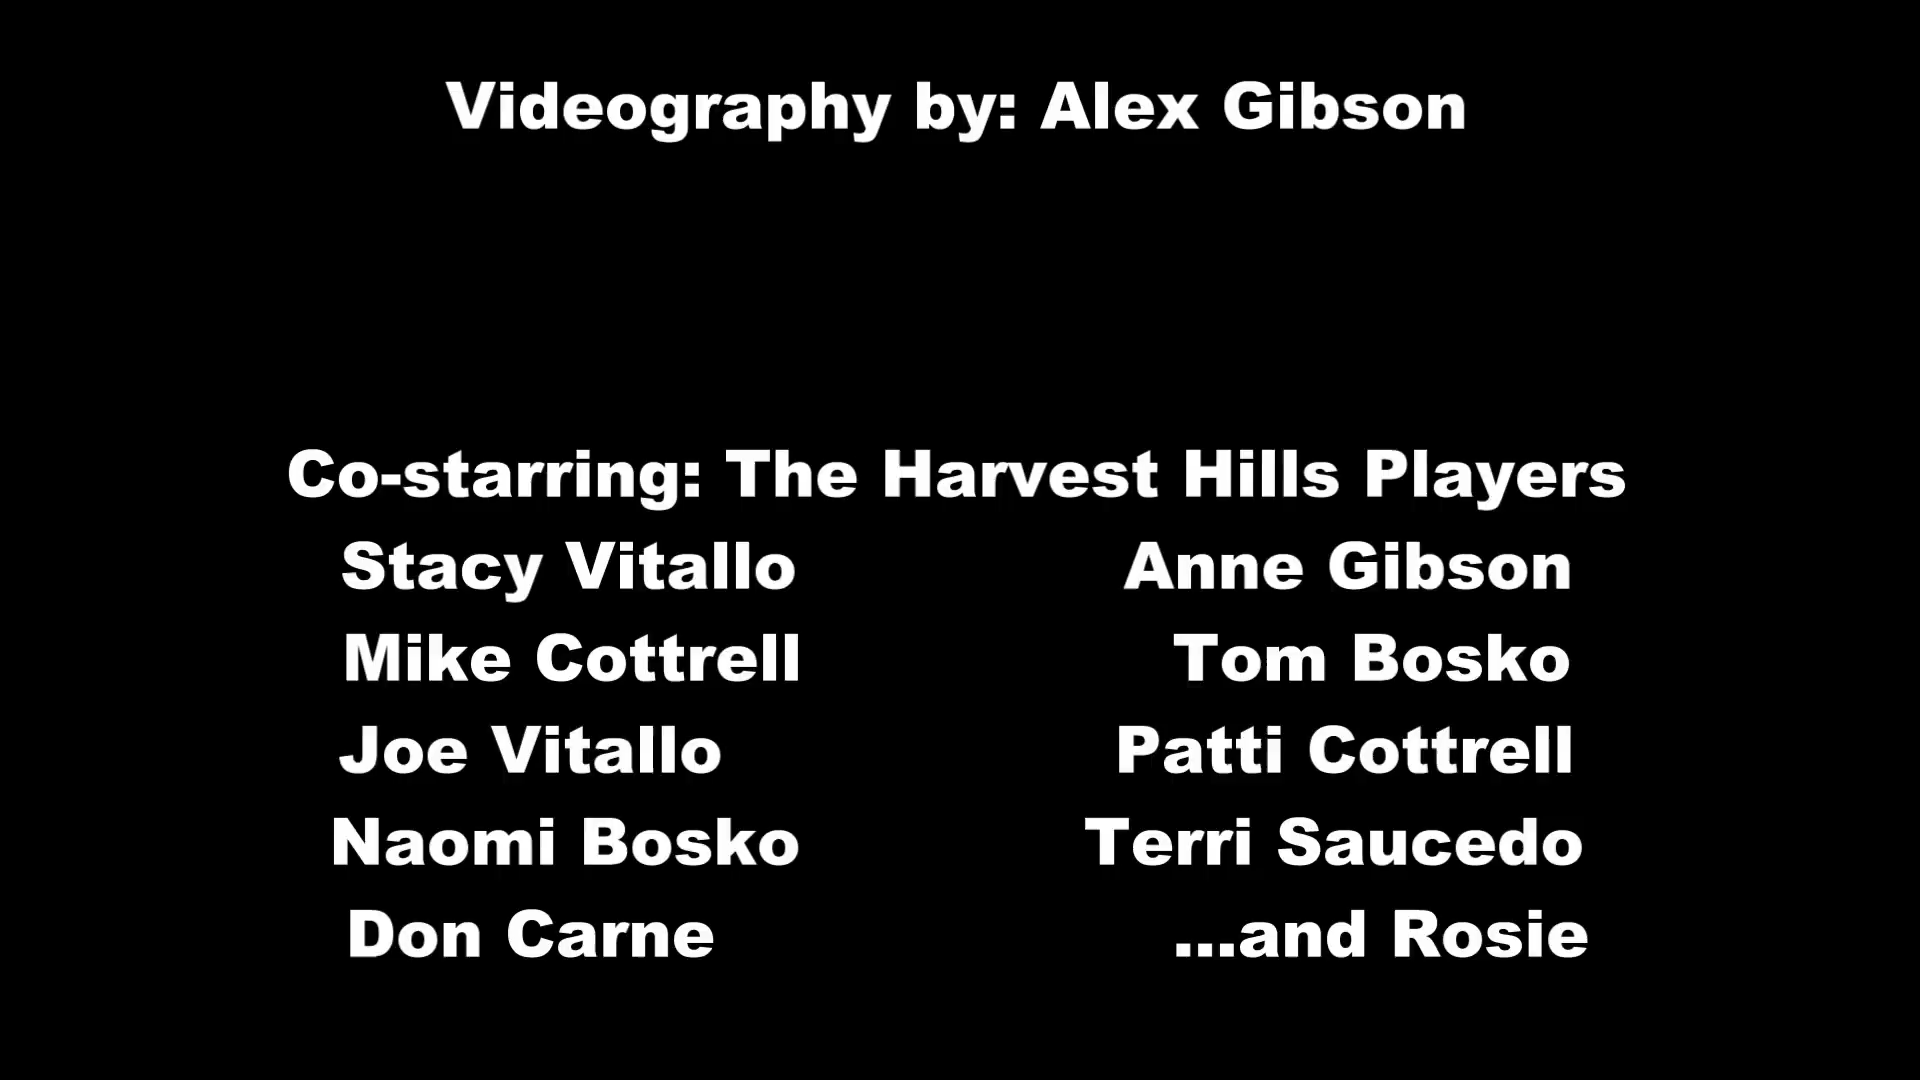 Videography by: Alex Gibson
Co-starring: The Harvest Hills Players
Stacy Vitallo Anne Gibson
Mike Cottrell Tom Bosko
Joe Vitallo Patti Cottrell
Naomi Bosko Terri Saucedo
Don Carne ...and Rosie